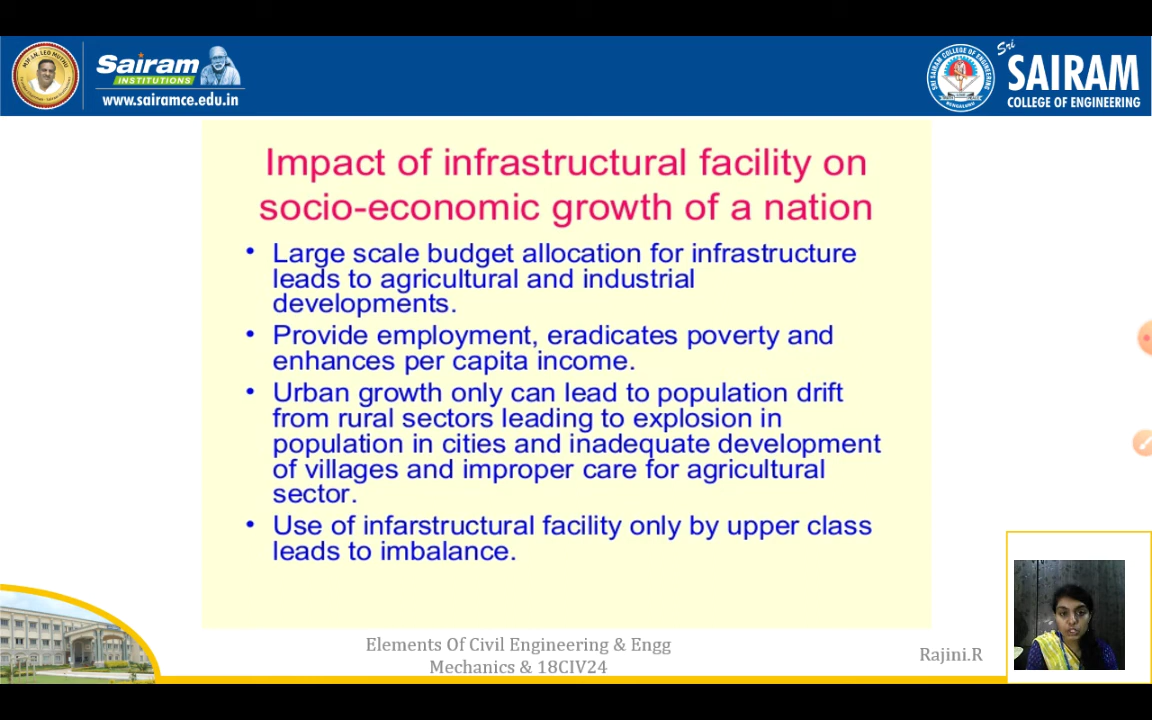 Sairam
INSTITUTIONS
www.sairamce.edu.in
Sri
SAIRAM
COLLEGE OF ENGINEERING
Impact of infrastructural facility on
socio-economic growth of a nation
• Large scale budget allocation for infrastructure
leads to agricultural and industrial
developments.
• Provide employment, eradicates poverty and
enhances per capita income.
• Urban growth only can lead to population drift
from rural sectors leading to explosion in
population in cities and inadequate development
of villages and improper care for agricultural
sector.
• Use of infarstructural facility only by upper class
leads to imbalance.
Elements Of Civil Engineering & Engg
Mechanics & 18CIV24
Rajini.R